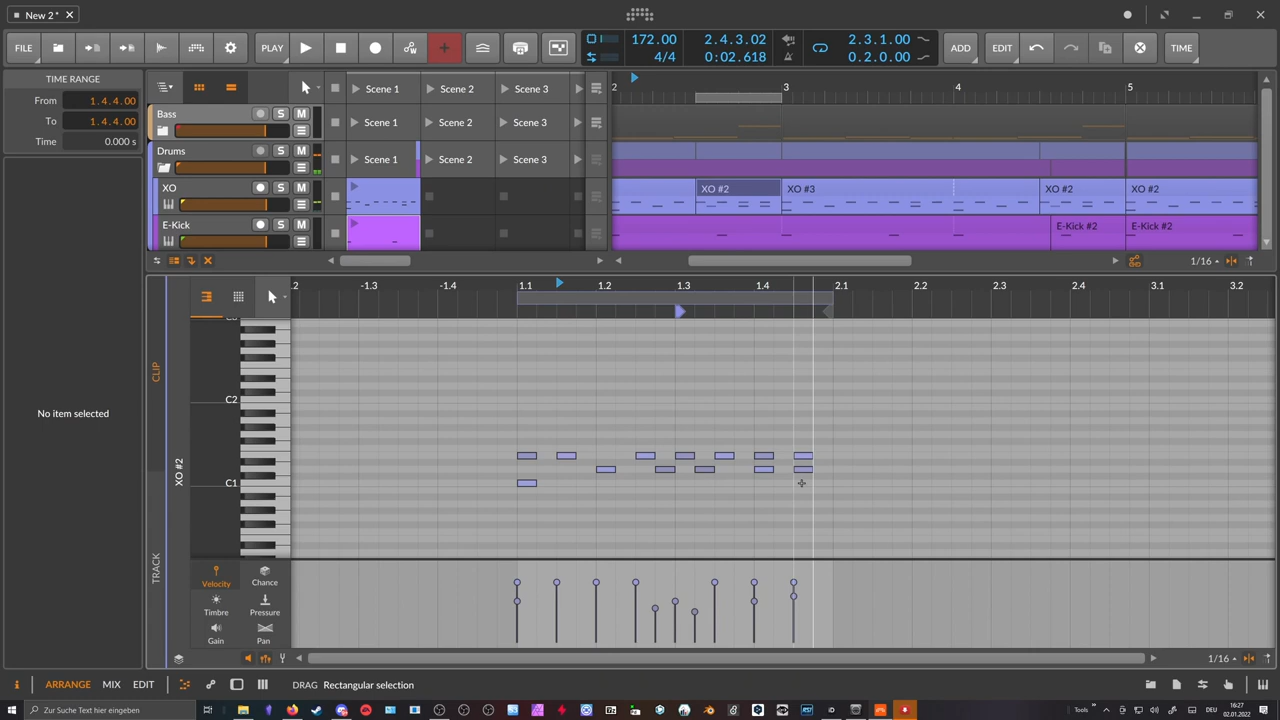 New 2 *
FILE
PLAY
172.00
4/4
2.4.3.02
0:02.618
2.3.1.00
0.2.0.00
ADD
EDIT
TIME
TIME RANGE
From 1.4.4.00
To 1.4.4.00
Time 0.000 s
No item selected
Scene 1
Scene 2
Scene 3
2
3
4
5
Bass
S
M
Scene 1
Scene 2
Scene 3
Drums
S
M
Scene 1
Scene 2
Scene 3
XO
S
M
XO #2
XO #3
XO #2
XO #2
E-Kick
S
M
E-Kick #2
E-Kick #2
1/16
CLIP
TRACK
XO #2
.2
-1.3
-1.4
1.1
1.2
1.3
1.4
2.1
2.2
2.3
2.4
3.1
3.2
C2
C1
Velocity
Chance
Timbre
Pressure
Gain
Pan
1/16
i
ARRANGE
MIX
EDIT
DRAG
Rectangular selection
Zur Suche Text hier eingeben
DEU
16:27
02.01.2022